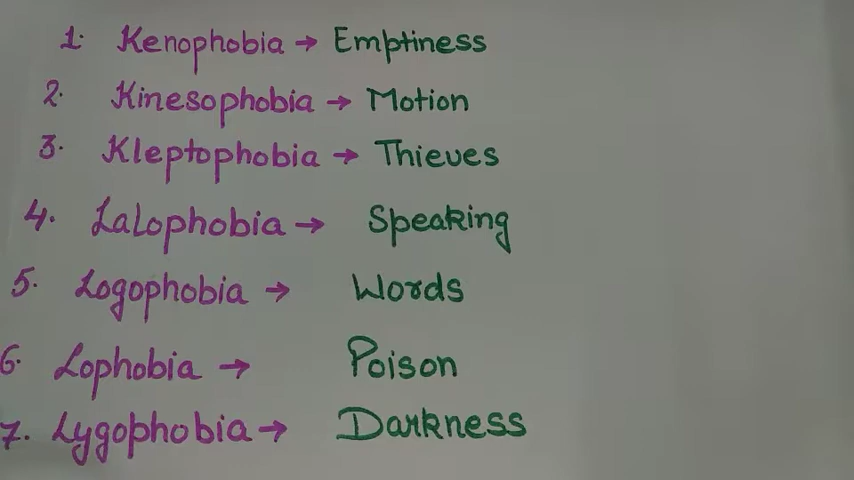 1. Kenophobia → Emptiness
2. Kinesophobia → Motion
3. Kleptophobia → Thieves
4. Lalophobia → Speaking
5. Logophobia → Words
6. Lophobia → Poison
7. Lygophobia → Darkness